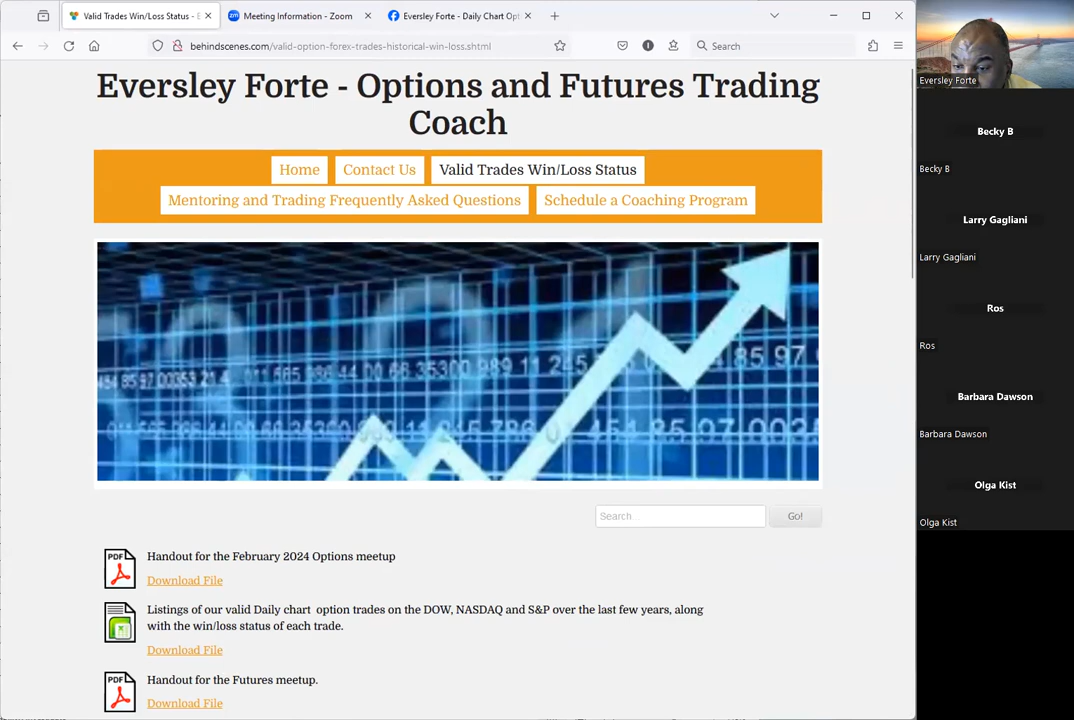 Valid Trades Win/Loss Status - E
Meeting Information - Zoom
Eversley Forte - Daily Chart Opt
behindscenes.com/valid-option-forex-trades-historical-win-loss.shtml
Search
Eversley Forte - Options and Futures Trading
Coach
Home
Contact Us
Valid Trades Win/Loss Status
Mentoring and Trading Frequently Asked Questions
Schedule a Coaching Program
Search...
Go!
PDF
Handout for the February 2024 Options meetup
Download File
Listings of our valid Daily chart option trades on the DOW, NASDAQ and S&P over the last few years, along
with the win/loss status of each trade.
Download File
PDF
Handout for the Futures meetup.
Download File
Eversley Forte
Becky B
Becky B
Larry Gagliani
Larry Gagliani
Ros
Ros
Barbara Dawson
Barbara Dawson
Olga Kist
Olga Kist